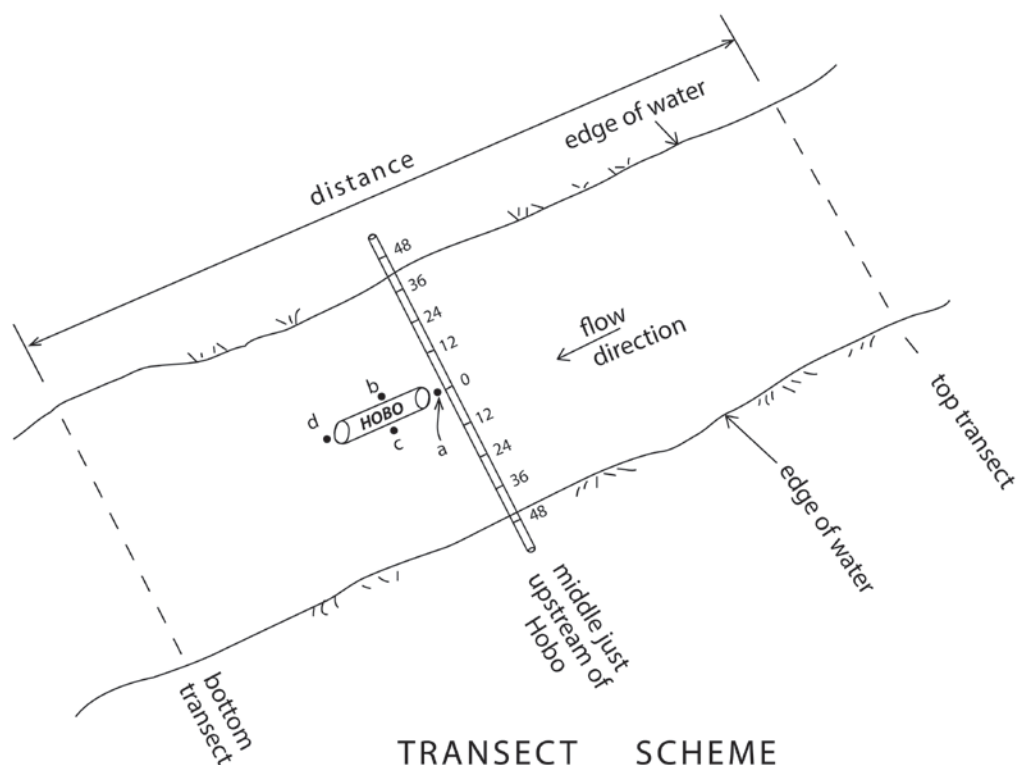 distance
edge of water
48
36
24
12
0
12
24
36
48
flow
direction
b
HOBO
d
c
a
top transect
edge of water
middle just
upstream of
Hobo
bottom
transect
TRANSECT SCHEME